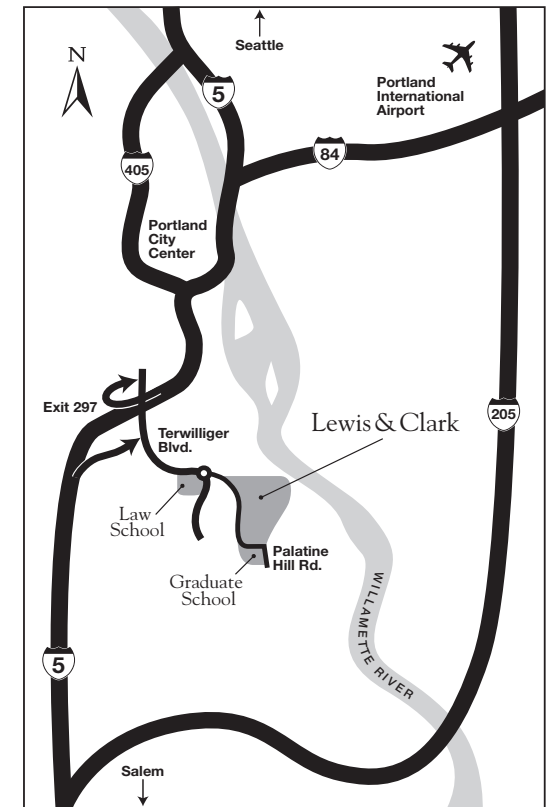 Seattle
N
Portland
International
Airport
5
84
405
Portland
City
Center
Exit 297
205
Lewis & Clark
Terwilliger
Blvd.
Law
School
Palatine
Hill Rd.
Graduate
School
WILLAMETTE RIVER
5
Salem